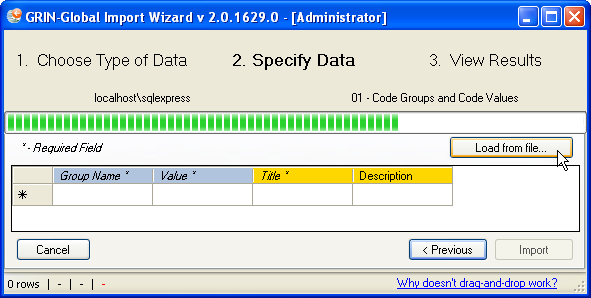 GRIN-Global Import Wizard v 2.0.1629.0 - [Administrator]
1. Choose Type of Data 2. Specify Data 3. View Results
localhost\sqlexpress 01 - Code Groups and Code Values
* - Required Field Load from file...
Group Name * Value * Title * Description
*
Cancel < Previous Import
0 rows | - | - | - Why doesn't drag-and-drop work?